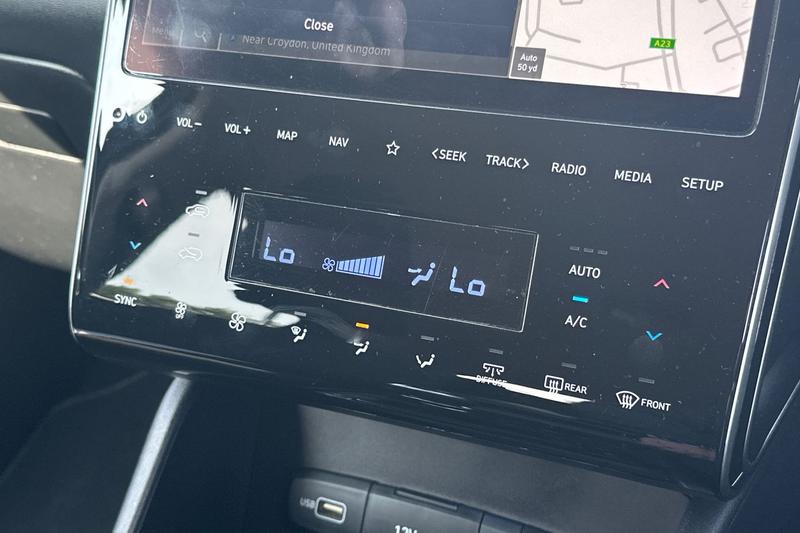 Close
Near Croydon, United Kingdom
A23
Auto
50 yd
VOL−
VOL+
MAP
NAV
<SEEK
TRACK>
RADIO
MEDIA
SETUP
Lo
Lo
AUTO
A/C
SYNC
DIFFUSE
REAR
FRONT
USB
12V